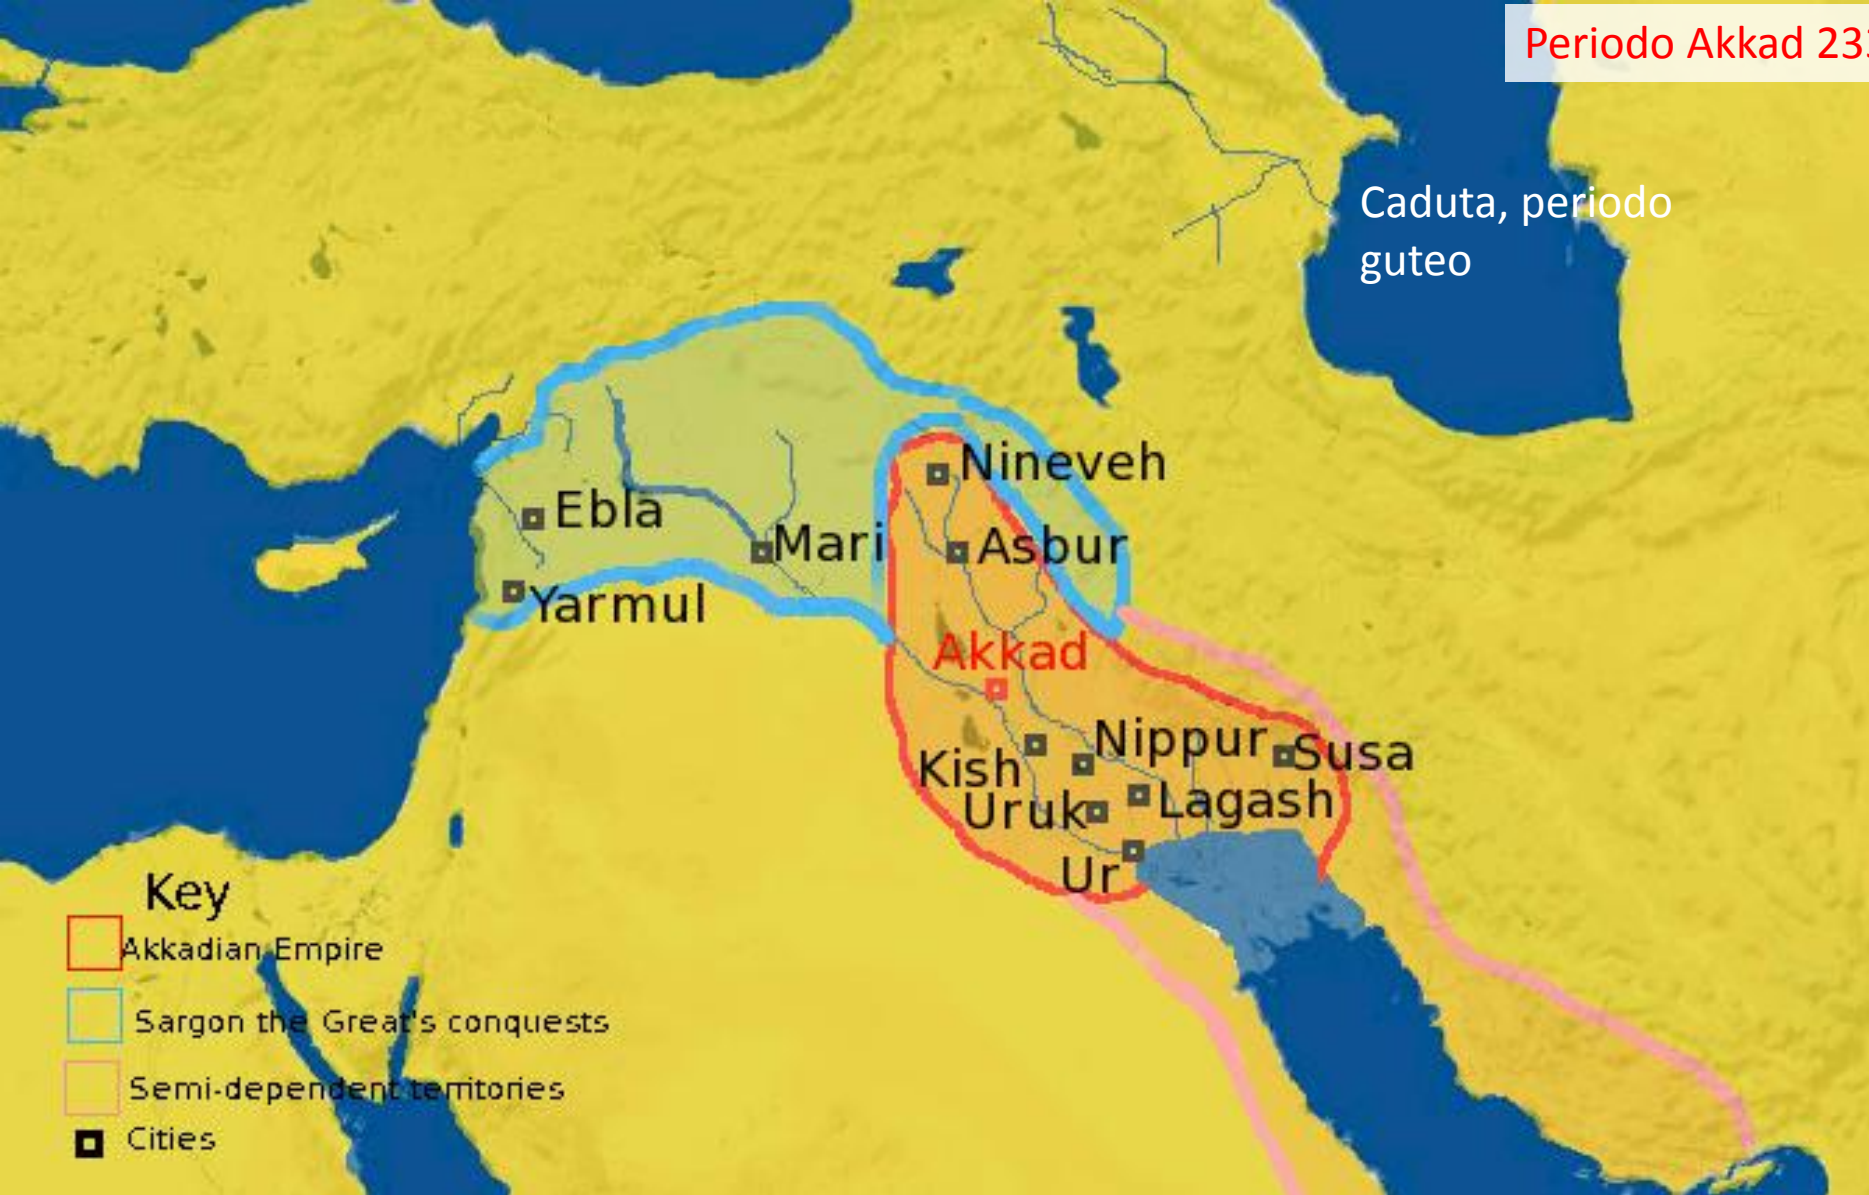 Periodo Akkad 233
Caduta, periodo
guteo
Nineveh
Ebla
Mari
Asbur
Yarmul
Akkad
Nippur
Susa
Kish
Lagash
Uruk
Ur
Key
Akkadian Empire
Sargon the Great's conquests
Semi-dependent territories
Cities